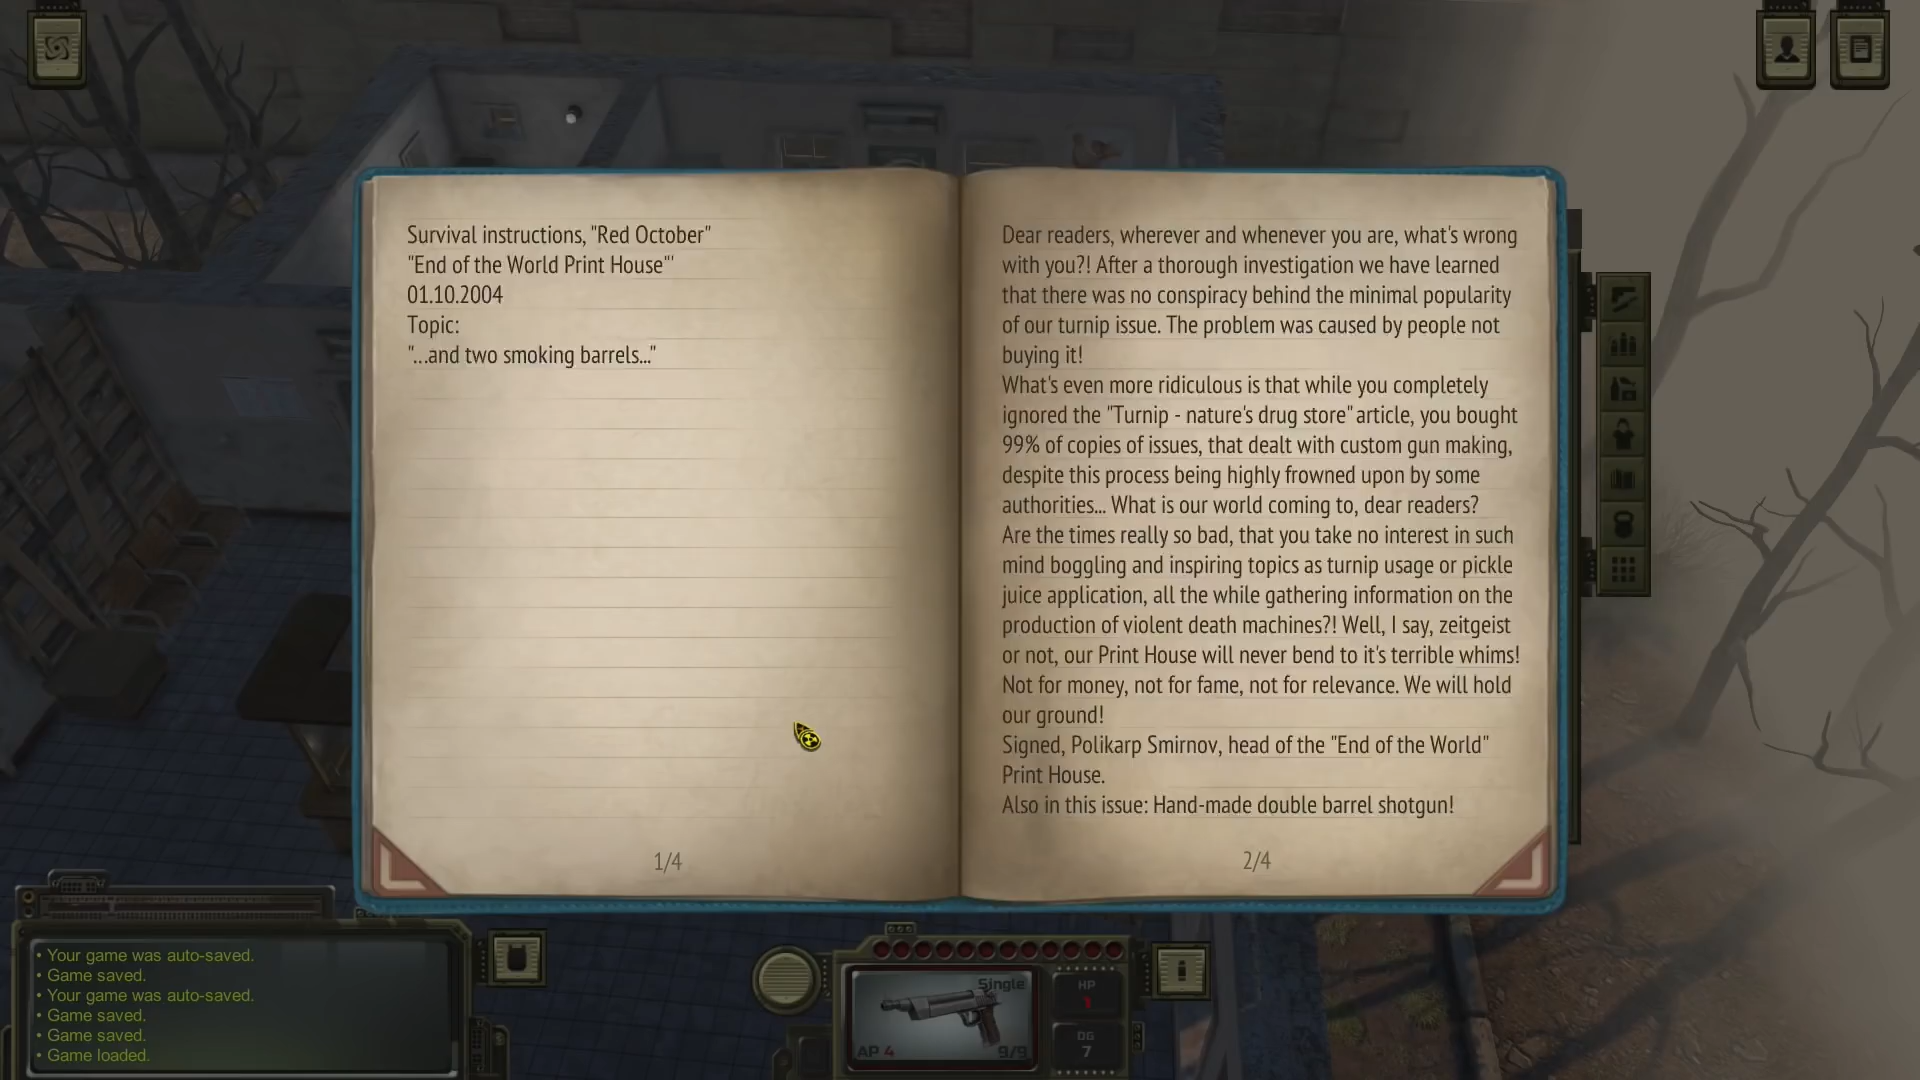 Survival instructions, "Red October"
"End of the World Print House"'
01.10.2004
Topic:
"...and two smoking barrels..."
1/4
Dear readers, wherever and whenever you are, what's wrong
with you?! After a thorough investigation we have learned
that there was no conspiracy behind the minimal popularity
of our turnip issue. The problem was caused by people not
buying it!
What's even more ridiculous is that while you completely
ignored the "Turnip - nature's drug store" article, you bought
99% of copies of issues, that dealt with custom gun making,
despite this process being highly frowned upon by some
authorities... What is our world coming to, dear readers?
Are the times really so bad, that you take no interest in such
mind boggling and inspiring topics as turnip usage or pickle
juice application, all the while gathering information on the
production of violent death machines?! Well, I say, zeitgeist
or not, our Print House will never bend to it's terrible whims!
Not for money, not for fame, not for relevance. We will hold
our ground!
Signed, Polikarp Smirnov, head of the "End of the World"
Print House.
Also in this issue: Hand-made double barrel shotgun!
2/4
• Your game was auto-saved.
• Game saved.
• Your game was auto-saved.
• Game saved.
• Game saved.
• Game loaded.
Single
AP 4
9/9
HP
1
DG
7